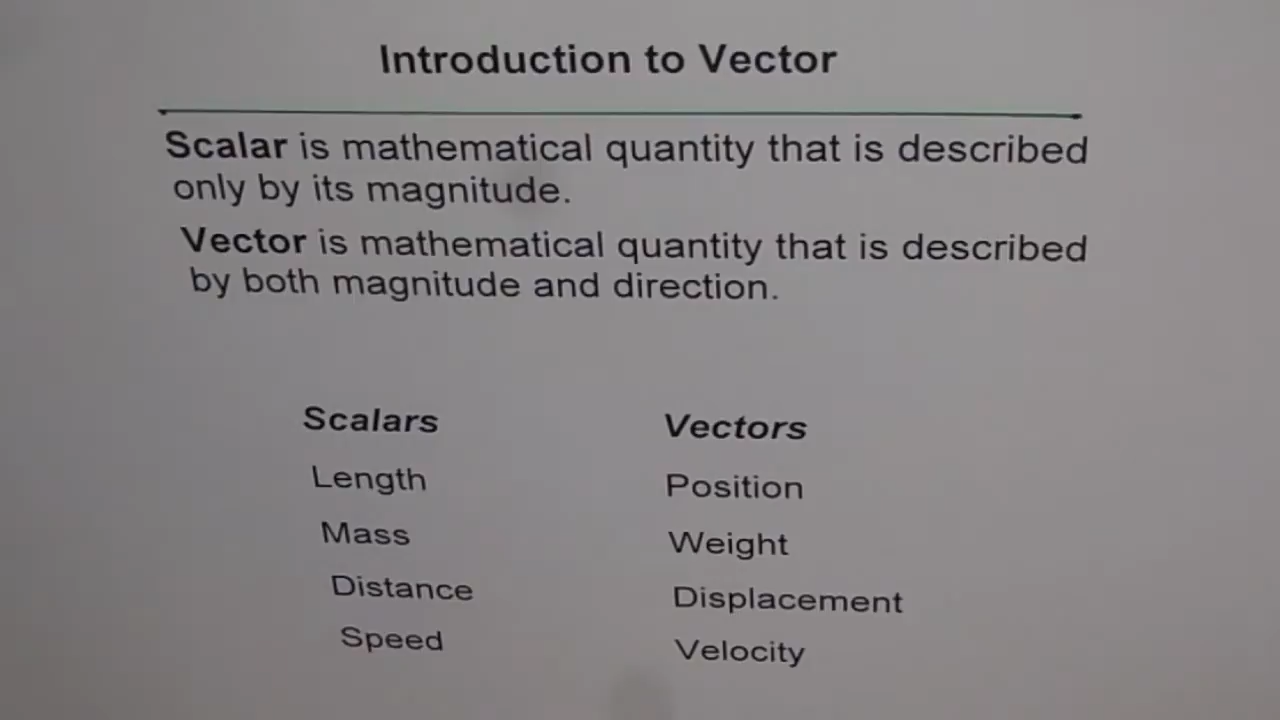 Introduction to Vector
Scalar is mathematical quantity that is described
only by its magnitude.
Vector is mathematical quantity that is described
by both magnitude and direction.
Scalars Vectors
Length Position
Mass Weight
Distance Displacement
Speed Velocity